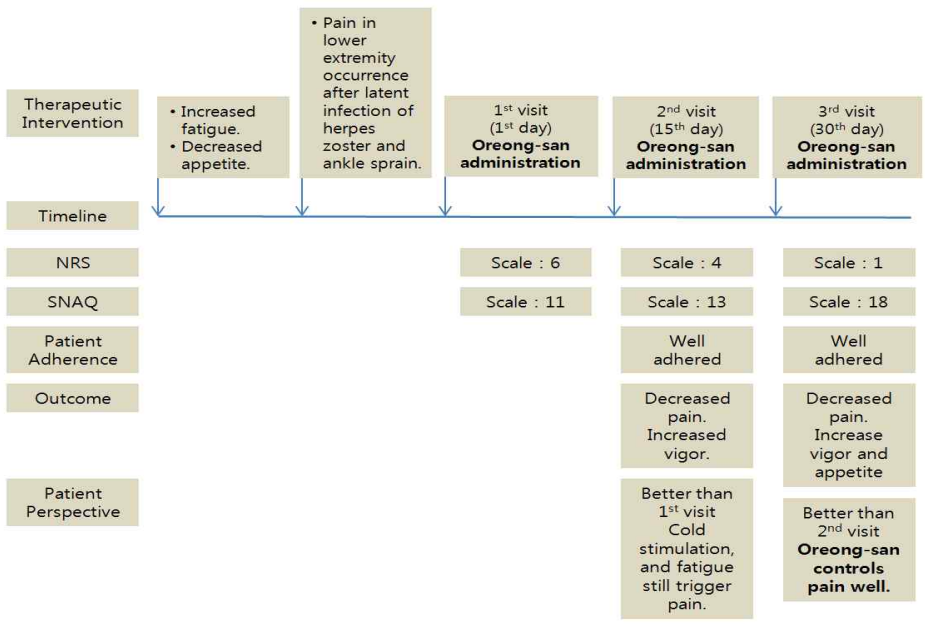 Therapeutic
Intervention
• Increased
fatigue.
• Decreased
appetite.
• Pain in
lower
extremity
occurrence
after latent
infection of
herpes
zoster and
ankle sprain.
1st visit
(1st day)
Oreong-san
administration
2nd visit
(15th day)
Oreong-san
administration
3rd visit
(30th day)
Oreong-san
administration
Timeline
NRS
Scale : 6
Scale : 4
Scale : 1
SNAQ
Scale : 11
Scale : 13
Scale : 18
Patient
Adherence
Well
adhered
Well
adhered
Outcome
Decreased
pain.
Increased
vigor.
Decreased
pain.
Increase
vigor and
appetite
Patient
Perspective
Better than
1st visit
Cold
stimulation,
and fatigue
still trigger
pain.
Better than
2nd visit
Oreong-san
controls
pain well.